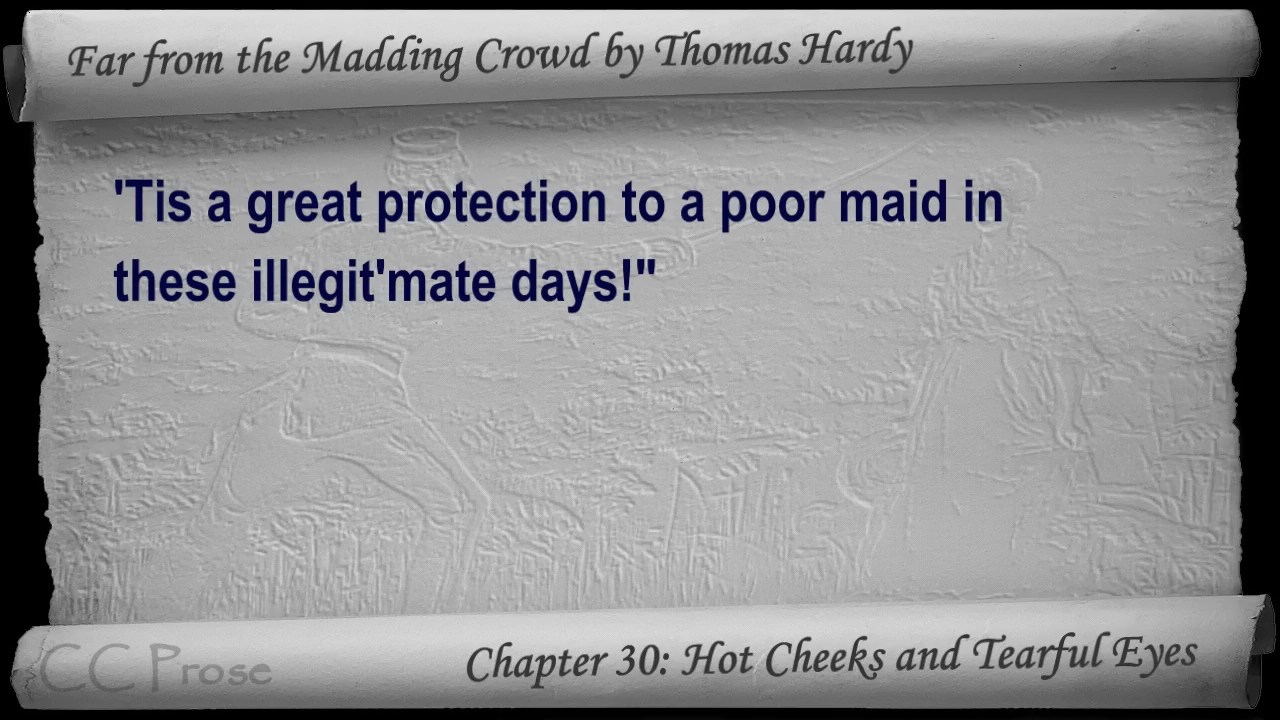 Far from the Madding Crowd by Thomas Hardy
'Tis a great protection to a poor maid in
these illegit'mate days!"
CC Prose
Chapter 30: Hot Cheeks and Tearful Eyes